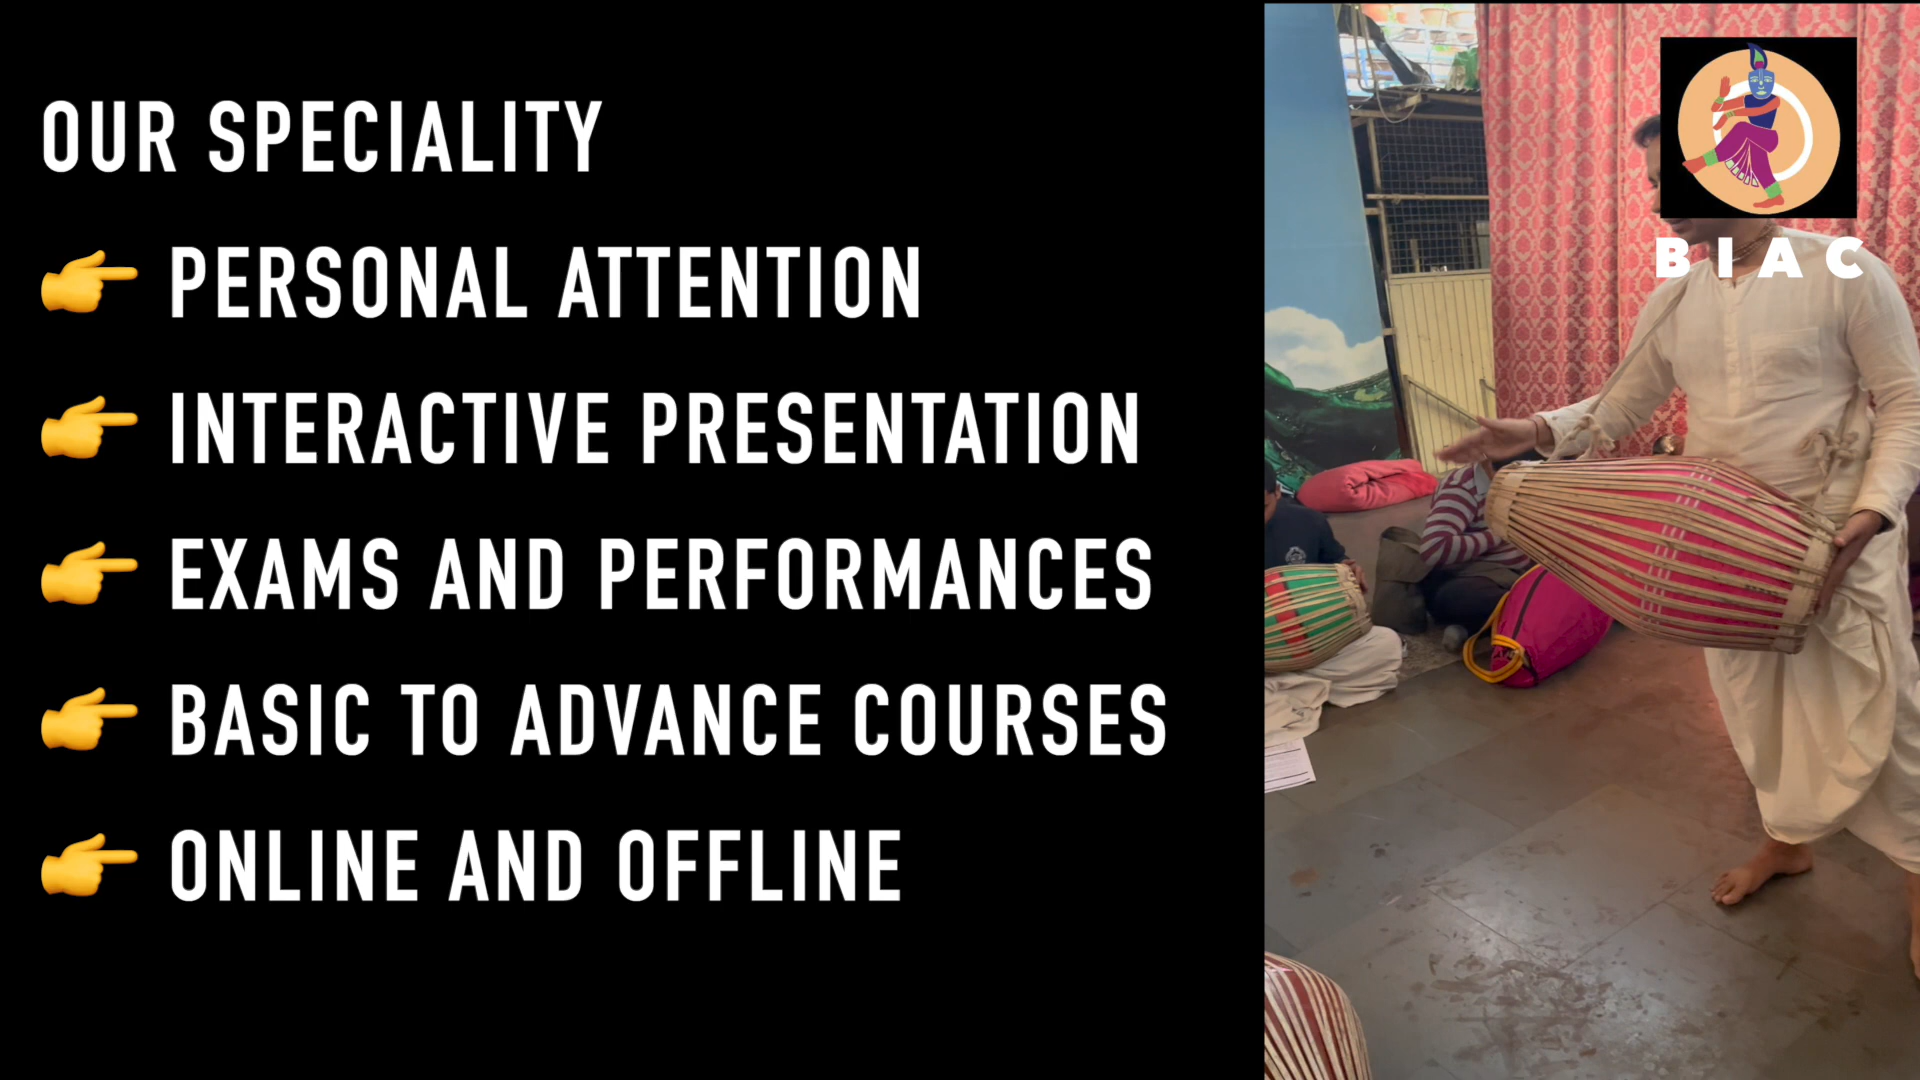 OUR SPECIALITY
👉 PERSONAL ATTENTION
👉 INTERACTIVE PRESENTATION
👉 EXAMS AND PERFORMANCES
👉 BASIC TO ADVANCE COURSES
👉 ONLINE AND OFFLINE
BIAC